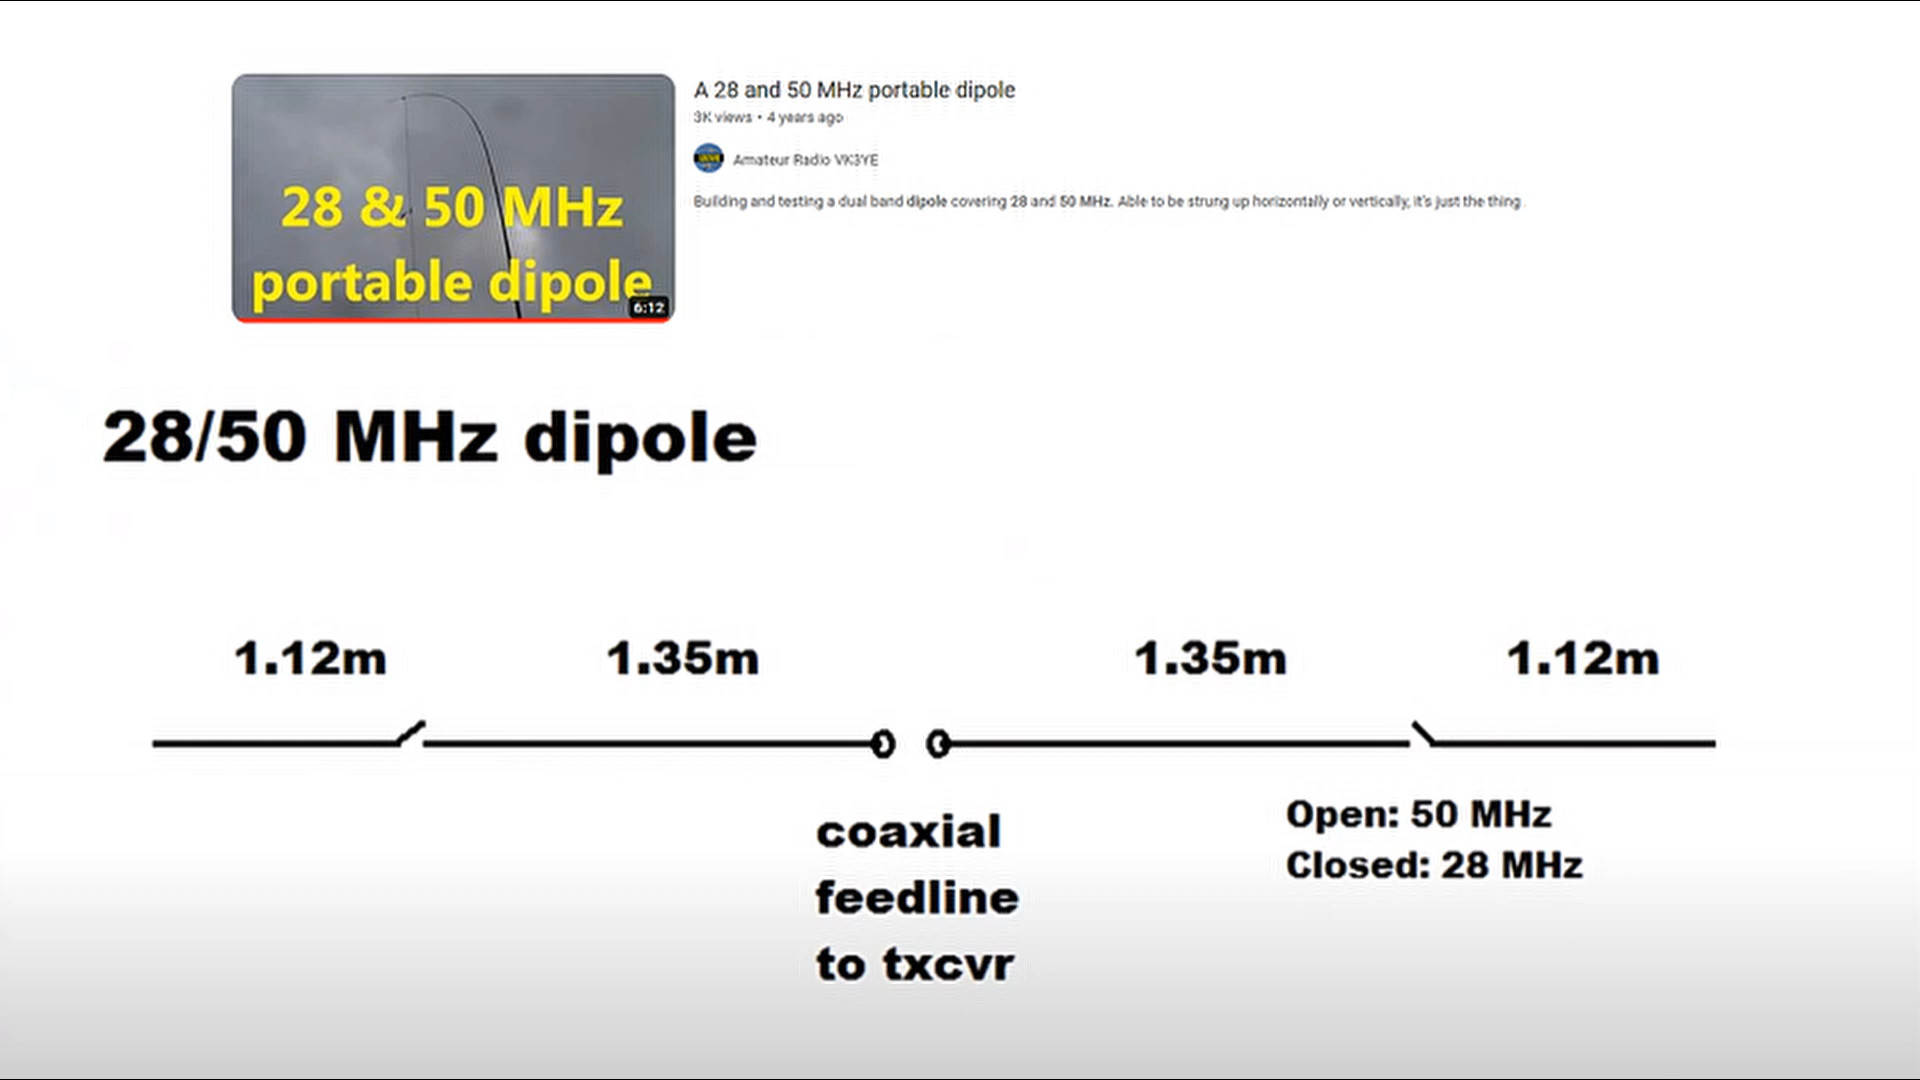 28 & 50 MHz
portable dipole
6:12
A 28 and 50 MHz portable dipole
3K views • 4 years ago
Amateur Radio VK3YE
Building and testing a dual band dipole covering 28 and 50 MHz. Able to be strung up horizontally or vertically, it's just the thing
28/50 MHz dipole
1.12m 1.35m 1.35m 1.12m
coaxial
feedline
to txcvr
Open: 50 MHz
Closed: 28 MHz